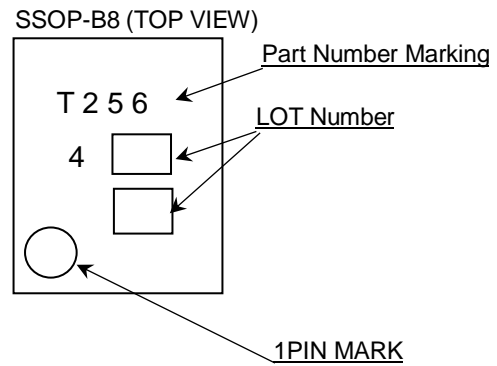 SSOP-B8 (TOP VIEW)
Part Number Marking
T 2 5 6
LOT Number
4
1PIN MARK